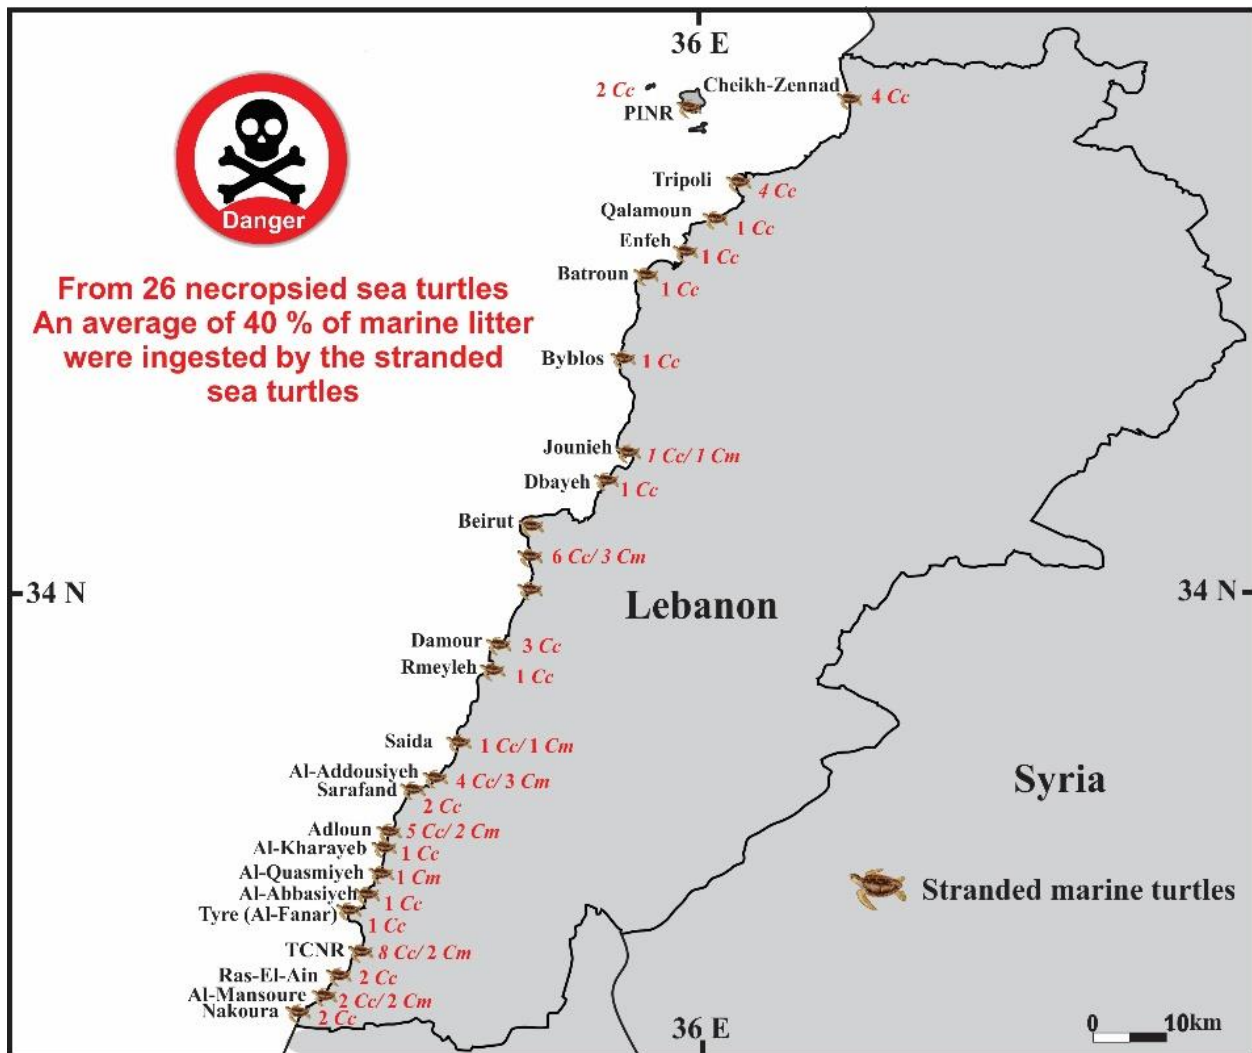 36 E
2 Cc
Cheikh-Zennad
4 Cc
PINR
Tripoli
4 Cc
Qalamoun
1 Cc
Enfeh
1 Cc
Batroun
1 Cc
Danger
From 26 necropsied sea turtles
An average of 40 % of marine litter
were ingested by the stranded
sea turtles
Byblos
1 Cc
Jounieh
1 Cc/ 1 Cm
Dbayeh
1 Cc
Beirut
6 Cc/ 3 Cm
34 N
Lebanon
34 N
Damour
3 Cc
Rmeyleh
1 Cc
Saida
1 Cc/ 1 Cm
Al-Addousiyeh
4 Cc/ 3 Cm
Sarafand
2 Cc
Syria
Adloun
5 Cc/ 2 Cm
Al-Kharayeb
1 Cc
Al-Quasmiyeh
1 Cm
Al-Abbasiyeh
1 Cc
Tyre (Al-Fanar)
1 Cc
Stranded marine turtles
TCNR
8 Cc/ 2 Cm
Ras-El-Ain
2 Cc
Al-Mansoure
2 Cc/ 2 Cm
Nakoura
2 Cc
36 E
0 10km